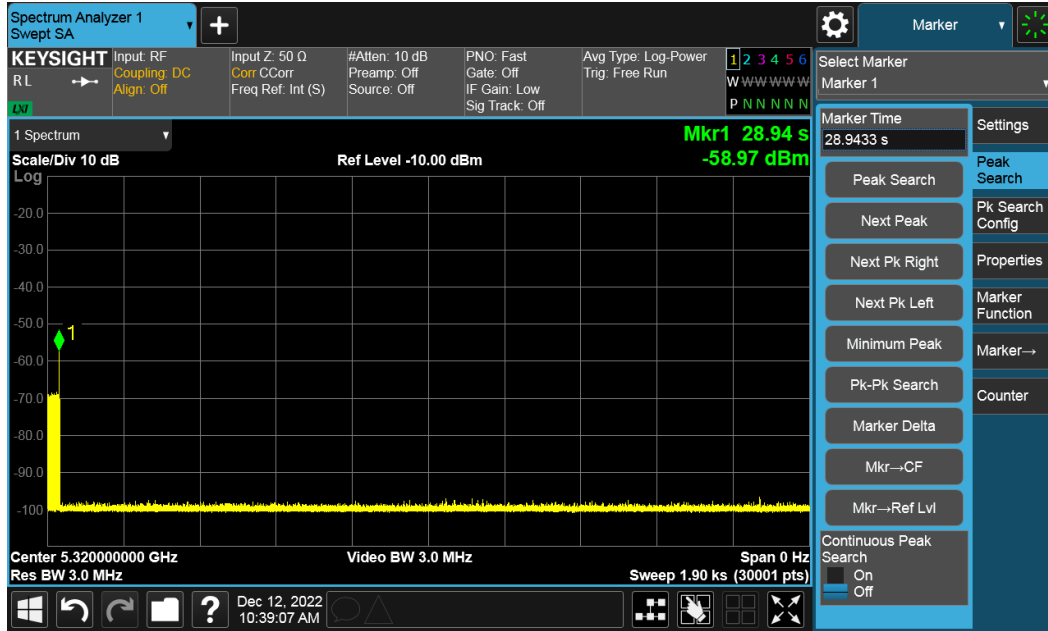 Spectrum Analyzer 1
Swept SA
+
Marker
KEYSIGHT
RL
LXI
Input: RF
Coupling: DC
Align: Off
Input Z: 50 Ω
Corr CCorr
Freq Ref: Int (S)
#Atten: 10 dB
Preamp: Off
Source: Off
PNO: Fast
Gate: Off
IF Gain: Low
Sig Track: Off
Avg Type: Log-Power
Trig: Free Run
1 2 3 4 5 6
W W W W W W
P N N N N N
Select Marker
Marker 1
1 Spectrum
Mkr1 28.94 s
Scale/Div 10 dB
Ref Level -10.00 dBm
-58.97 dBm
Log
-20.0
-30.0
-40.0
-50.0
-60.0
-70.0
-80.0
-90.0
-100
1
Center 5.320000000 GHz
Video BW 3.0 MHz
Span 0 Hz
Res BW 3.0 MHz
Sweep 1.90 ks (30001 pts)
Marker Time
28.9433 s
Peak Search
Next Peak
Next Pk Right
Next Pk Left
Minimum Peak
Pk-Pk Search
Marker Delta
Mkr→CF
Mkr→Ref Lvl
Continuous Peak
Search
On
Off
Settings
Peak
Search
Pk Search
Config
Properties
Marker
Function
Marker→
Counter
?
Dec 12, 2022
10:39:07 AM